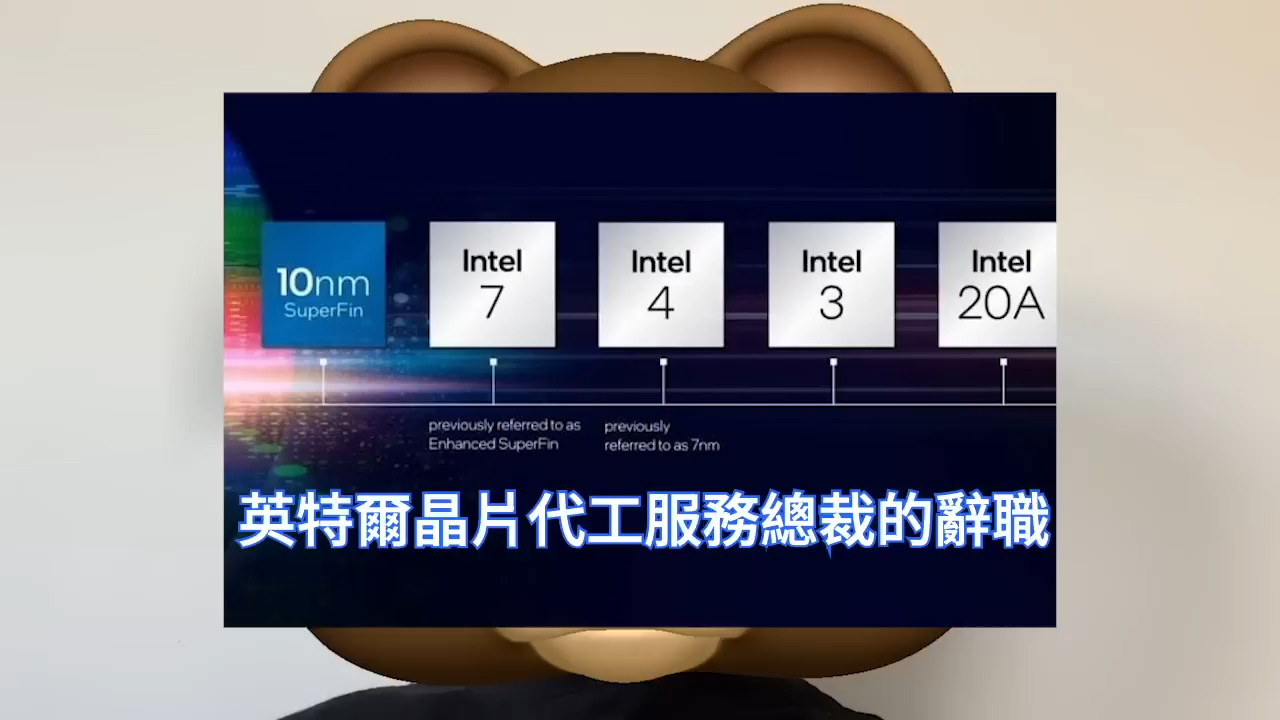 10nm
SuperFin
Intel
7
Intel
4
Intel
3
Intel
20A
previously referred to as
Enhanced SuperFin
previously
referred to as 7nm
英特爾晶片代工服務總裁的辭職